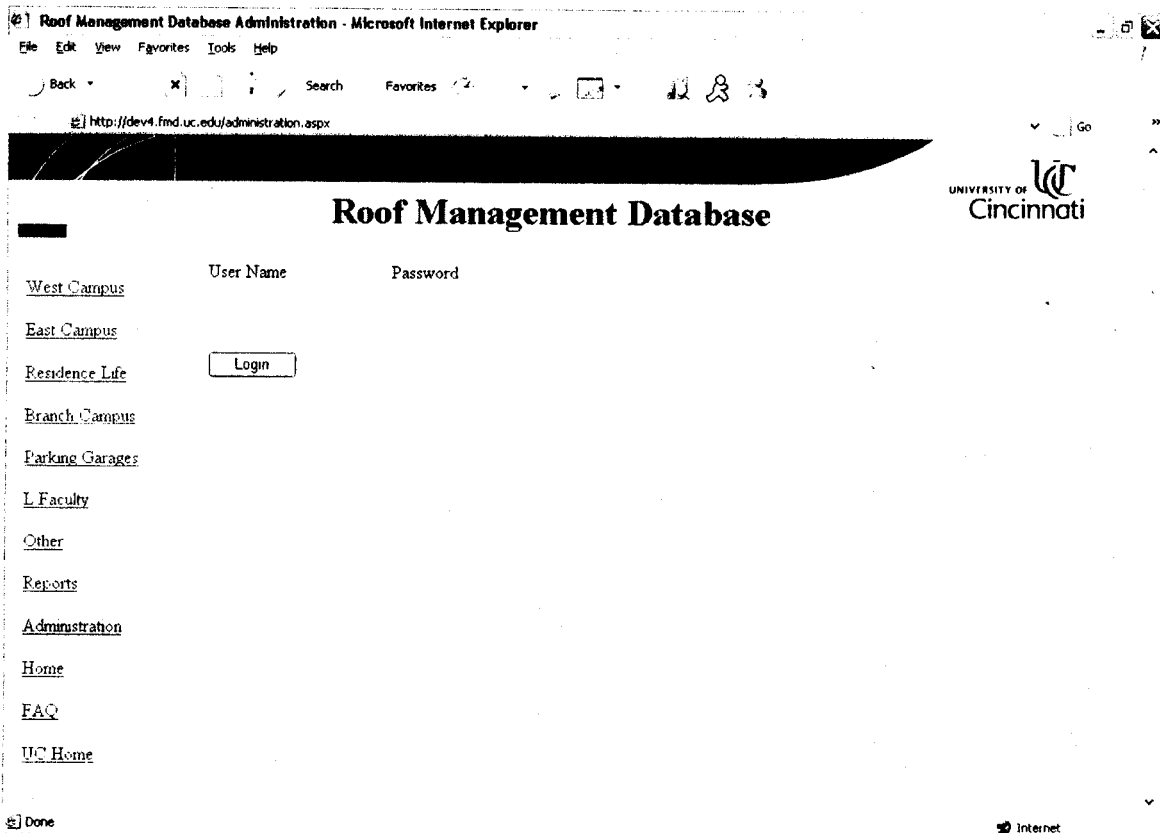 Roof Management Database Administration - Microsoft Internet Explorer
File Edit View Favorites Tools Help
Back Search Favorites
http://dev4.fmd.uc.edu/administration.aspx Go
UNIVERSITY OF UC
Cincinnati
Roof Management Database
User Name Password
Login
West Campus
East Campus
Residence Life
Branch Campus
Parking Garages
L Faculty
Other
Reports
Administration
Home
FAQ
UC Home
Done Internet